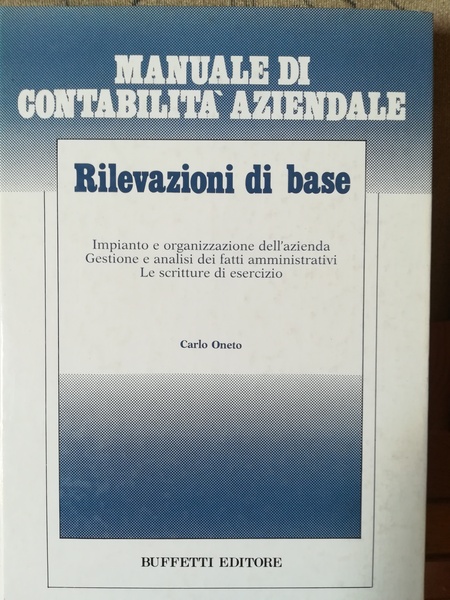 MANUALE DI
CONTABILITA` AZIENDALE
Rilevazioni di base
Impianto e organizzazione dell'azienda
Gestione e analisi dei fatti amministrativi
Le scritture di esercizio
Carlo Oneto
BUFFETTI EDITORE